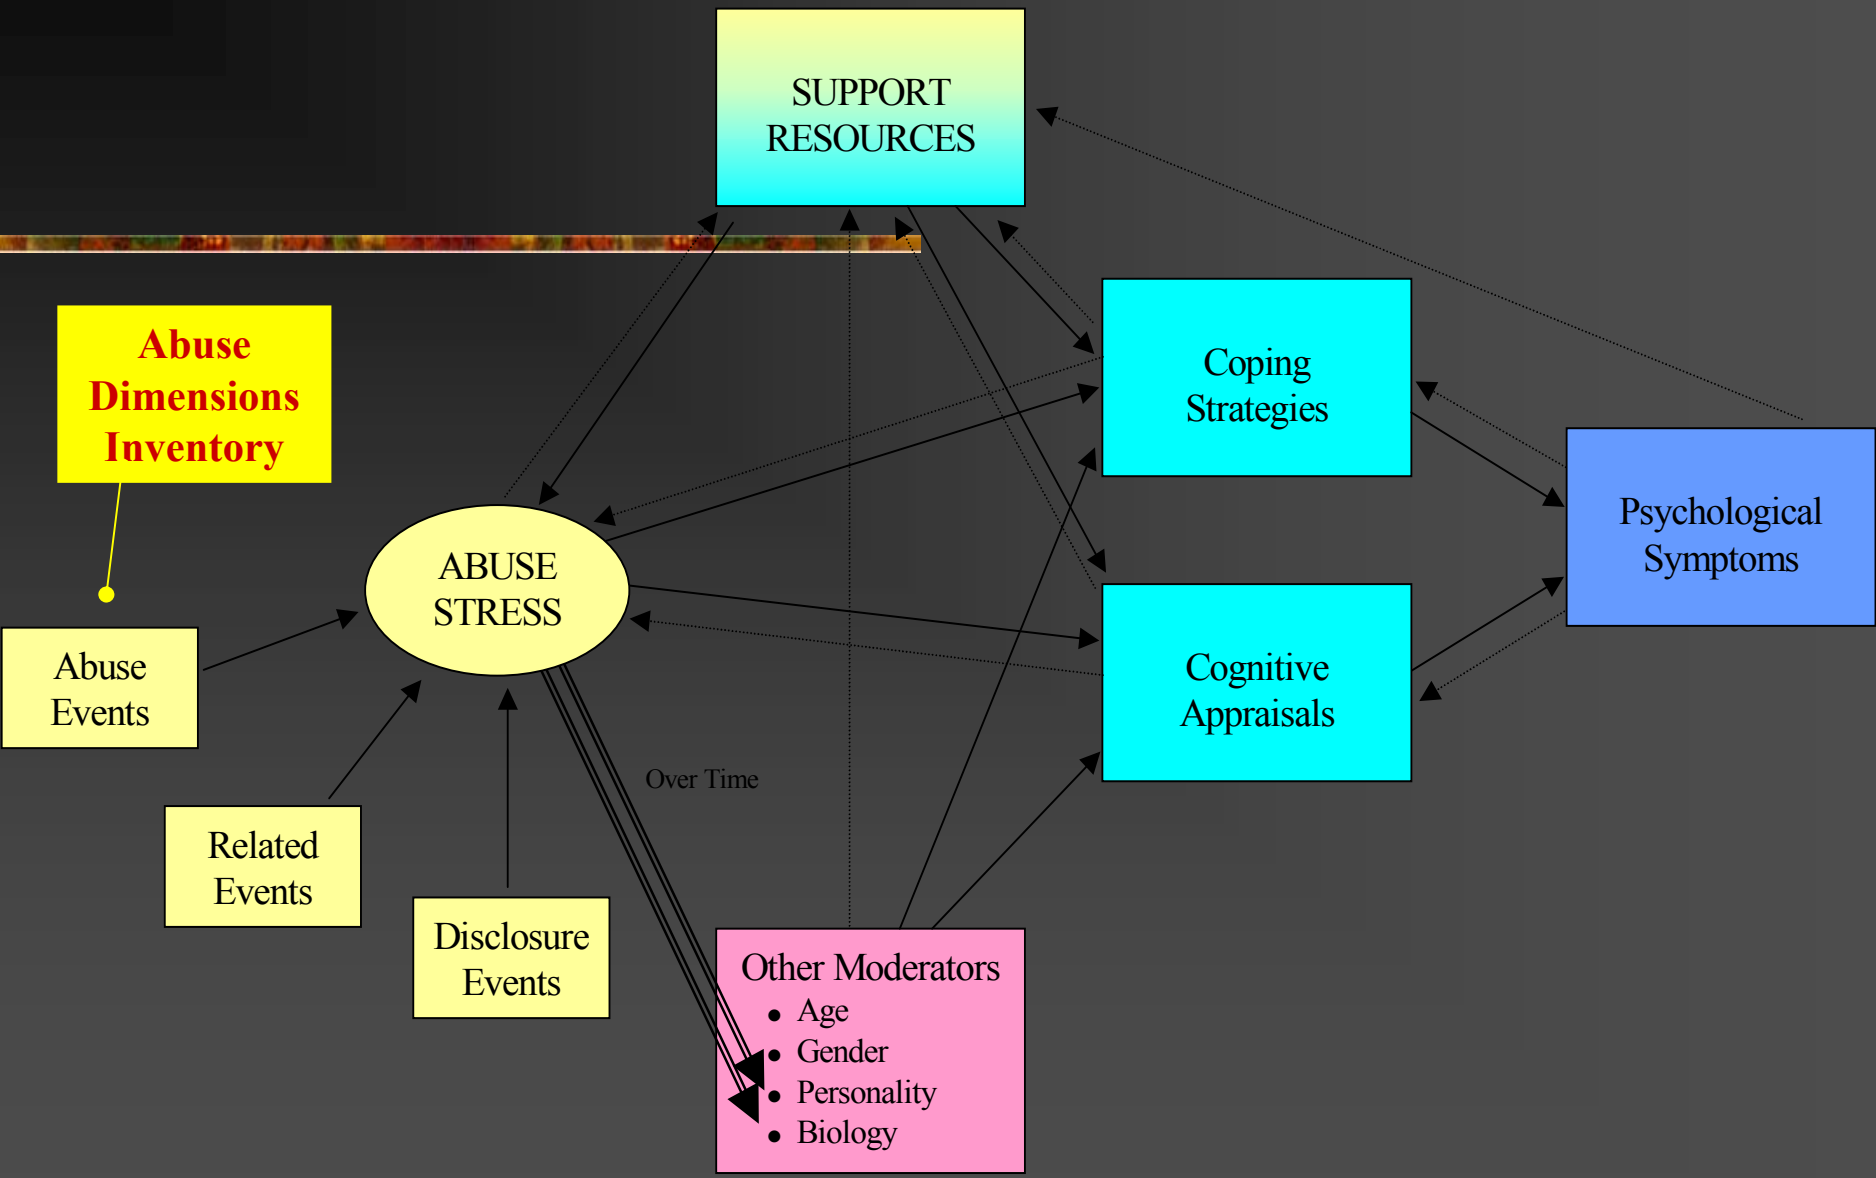 SUPPORT
RESOURCES
Abuse
Dimensions
Inventory
Coping
Strategies
Psychological
Symptoms
ABUSE
STRESS
Abuse
Events
Cognitive
Appraisals
Over Time
Related
Events
Disclosure
Events
Other Moderators
• Age
• Gender
• Personality
• Biology